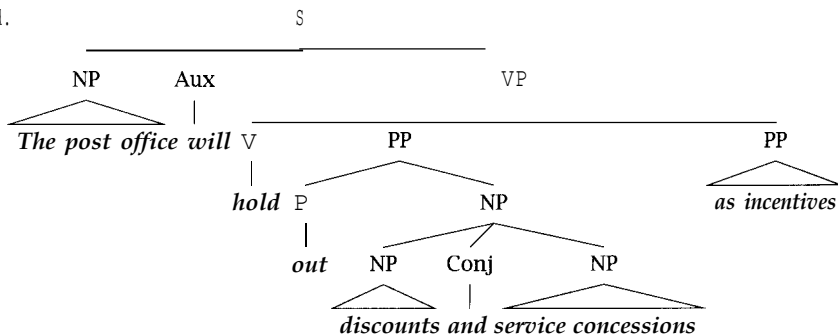 S
NP Aux VP
The post office will V PP PP
hold P NP as incentives
out NP Conj NP
discounts and service concessions